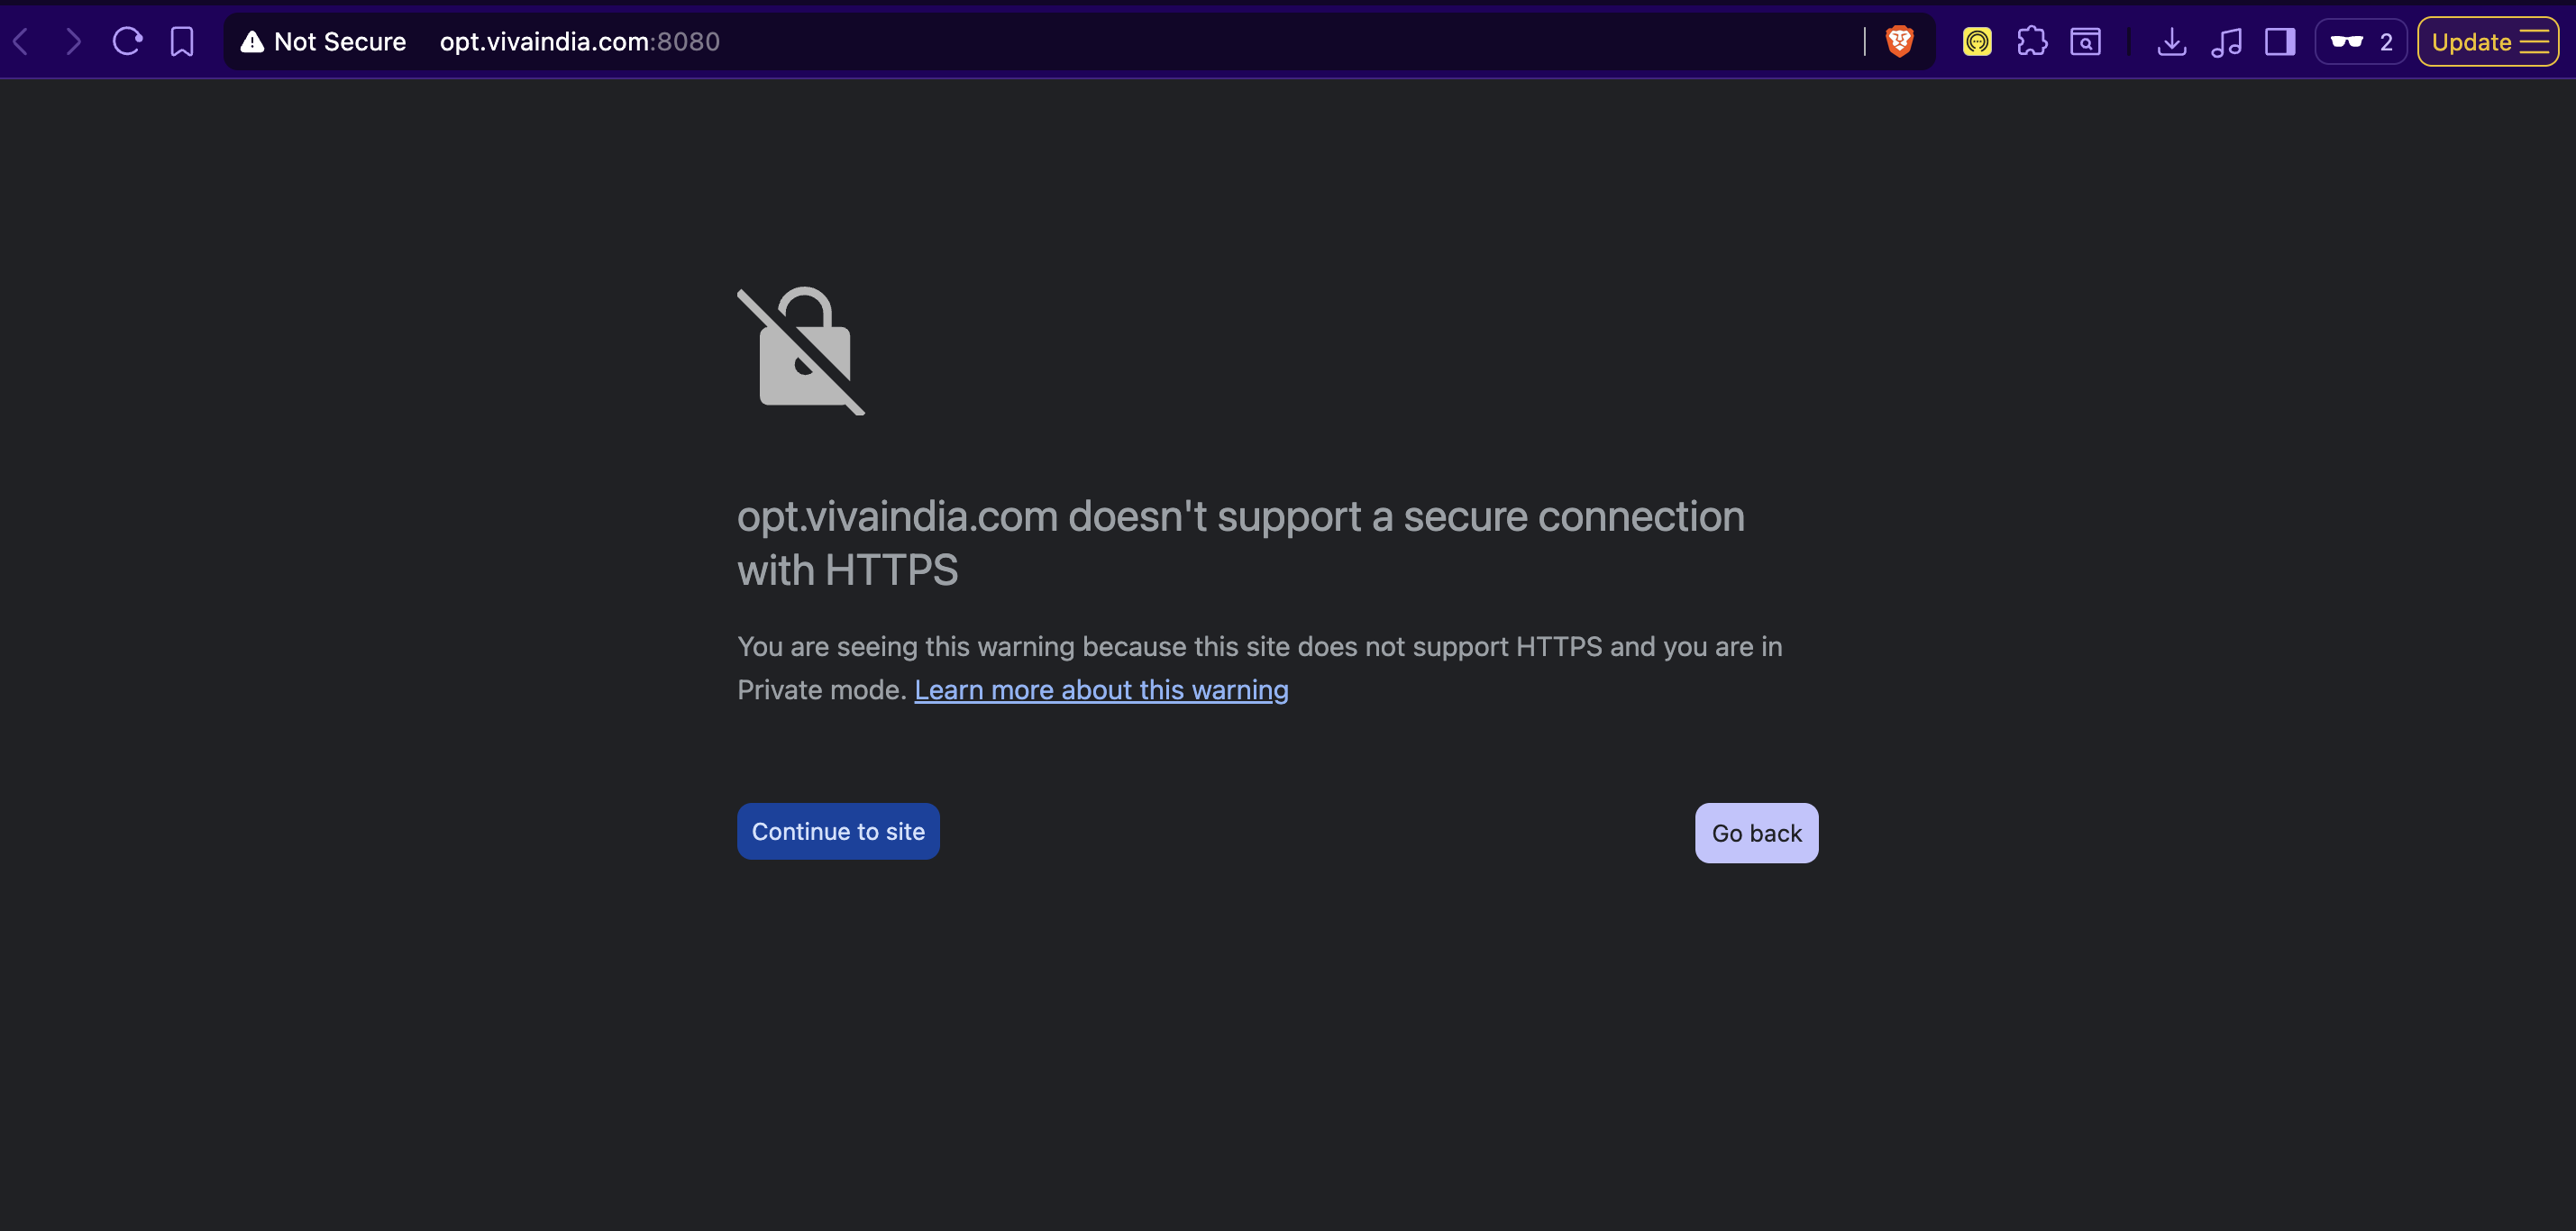 Not Secure opt.vivaindia.com:8080 2 Update
opt.vivaindia.com doesn't support a secure connection
with HTTPS
You are seeing this warning because this site does not support HTTPS and you are in
Private mode. Learn more about this warning
Continue to site Go back